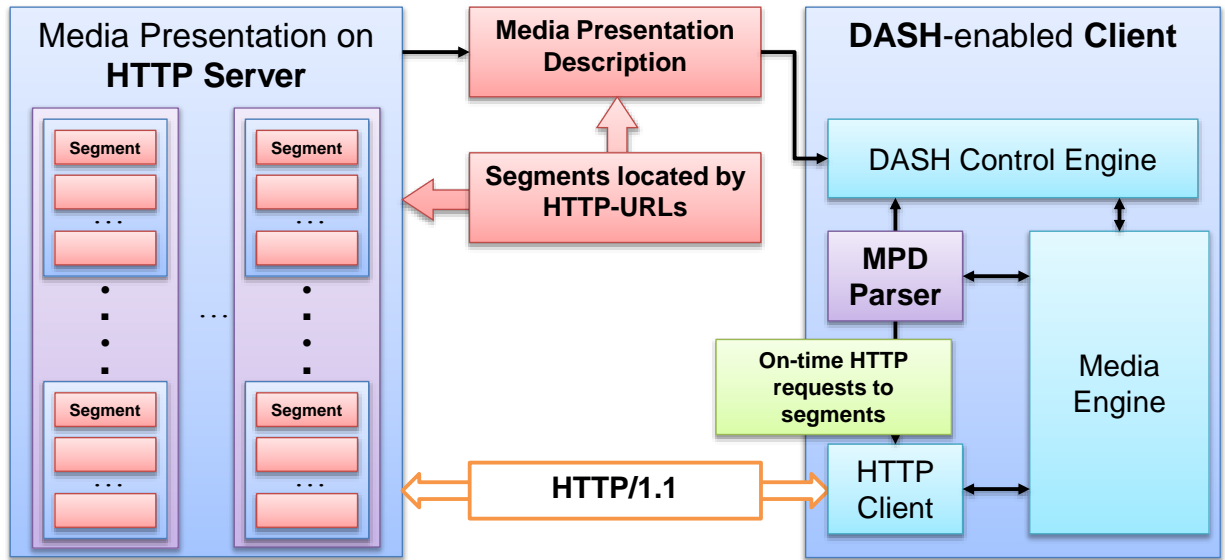 Media Presentation on
HTTP Server
Segment
...
Segment
...
...
Segment
...
Segment
...
Media Presentation
Description
Segments located by
HTTP-URLs
HTTP/1.1
DASH-enabled Client
DASH Control Engine
MPD
Parser
On-time HTTP
requests to
segments
HTTP
Client
Media
Engine